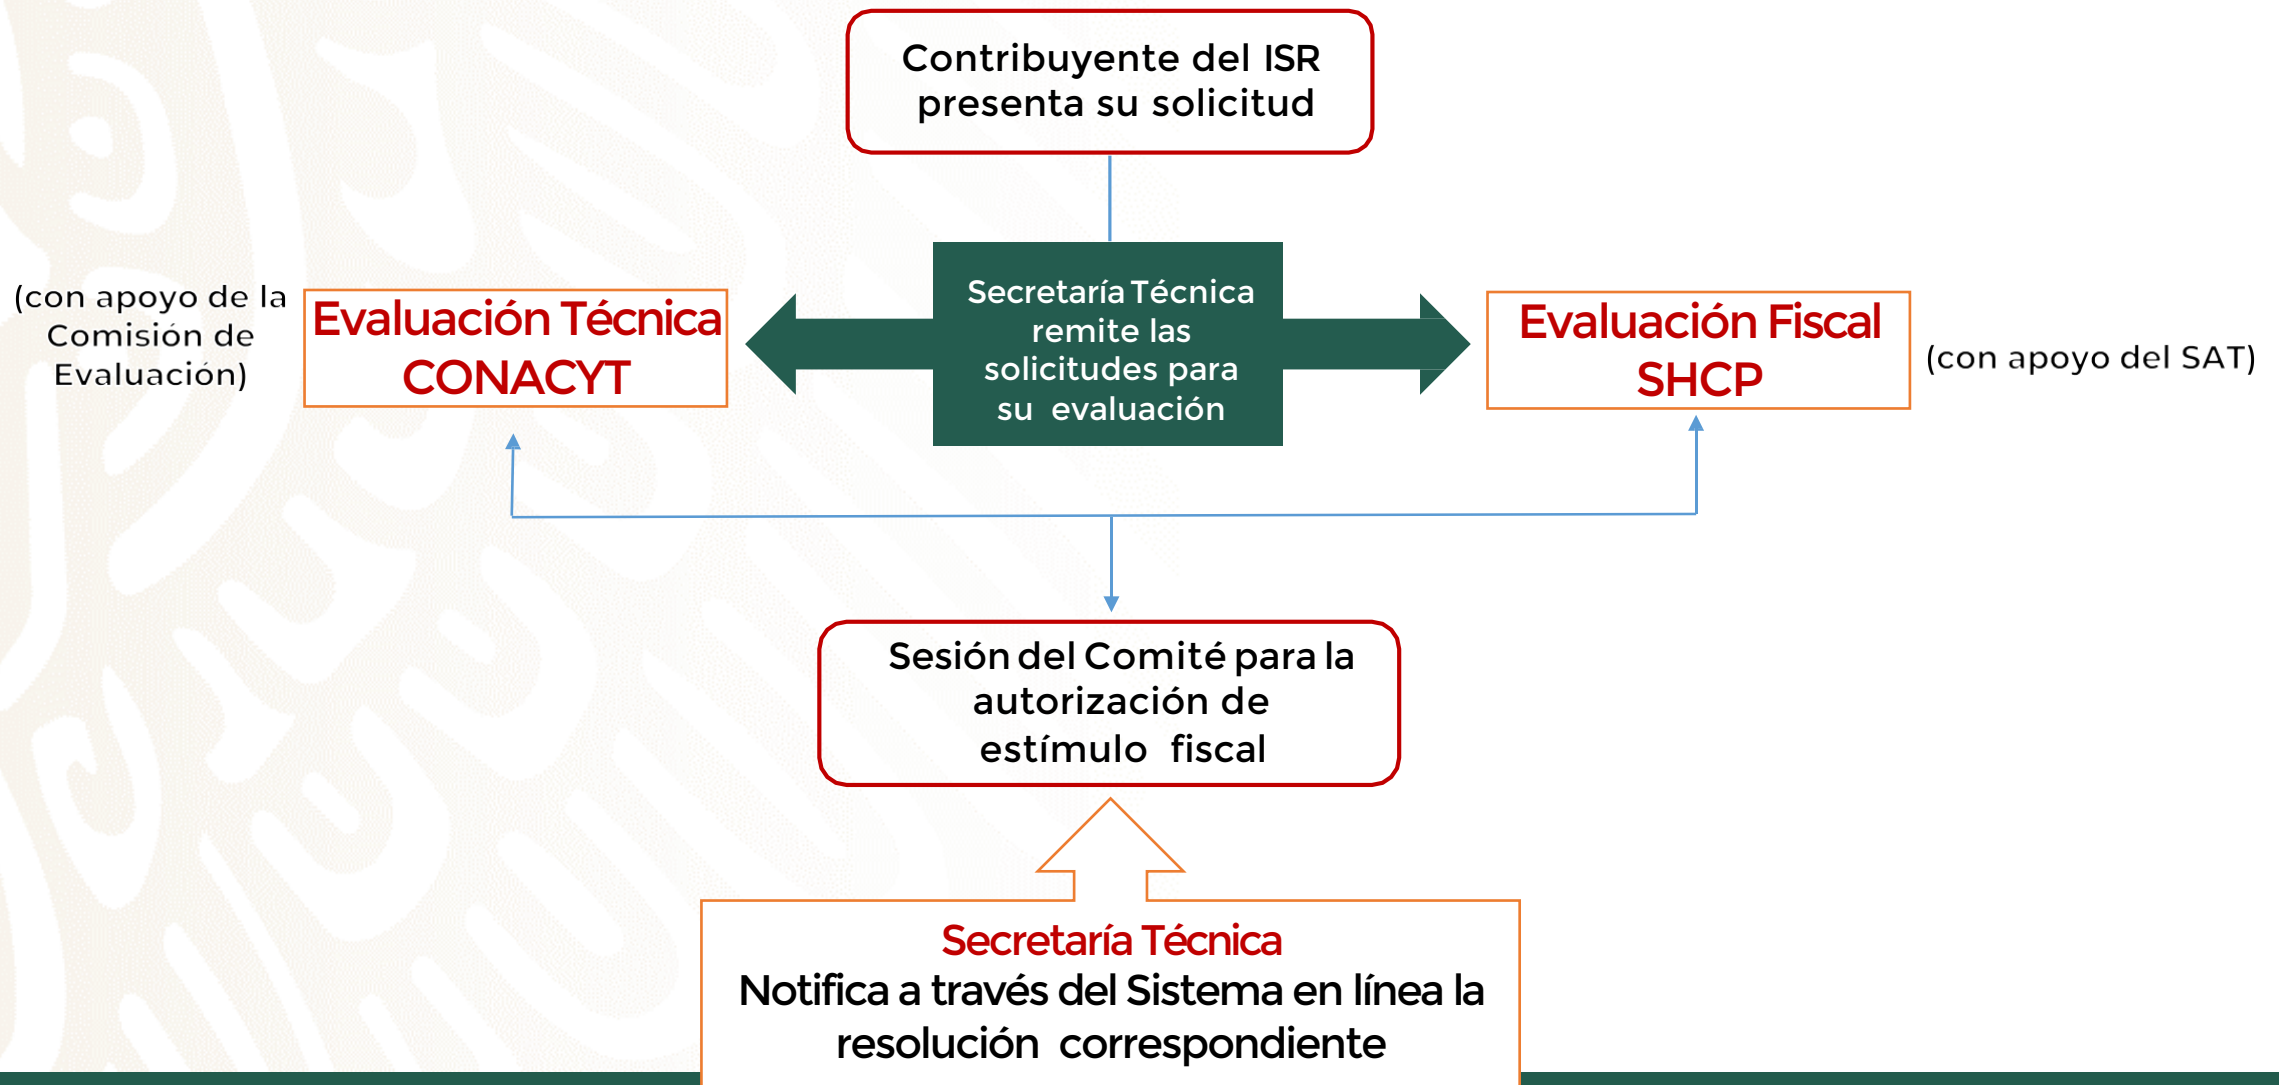 Contribuyente del ISR
presenta su solicitud
(con apoyo de la
Comisión de
Evaluación)
Evaluación Técnica
CONACYT
Secretaría Técnica
remite las
solicitudes para
su evaluación
Evaluación Fiscal
SHCP
(con apoyo del SAT)
Sesión del Comité para la
autorización de
estímulo fiscal
Secretaría Técnica
Notifica a través del Sistema en línea la
resolución correspondiente